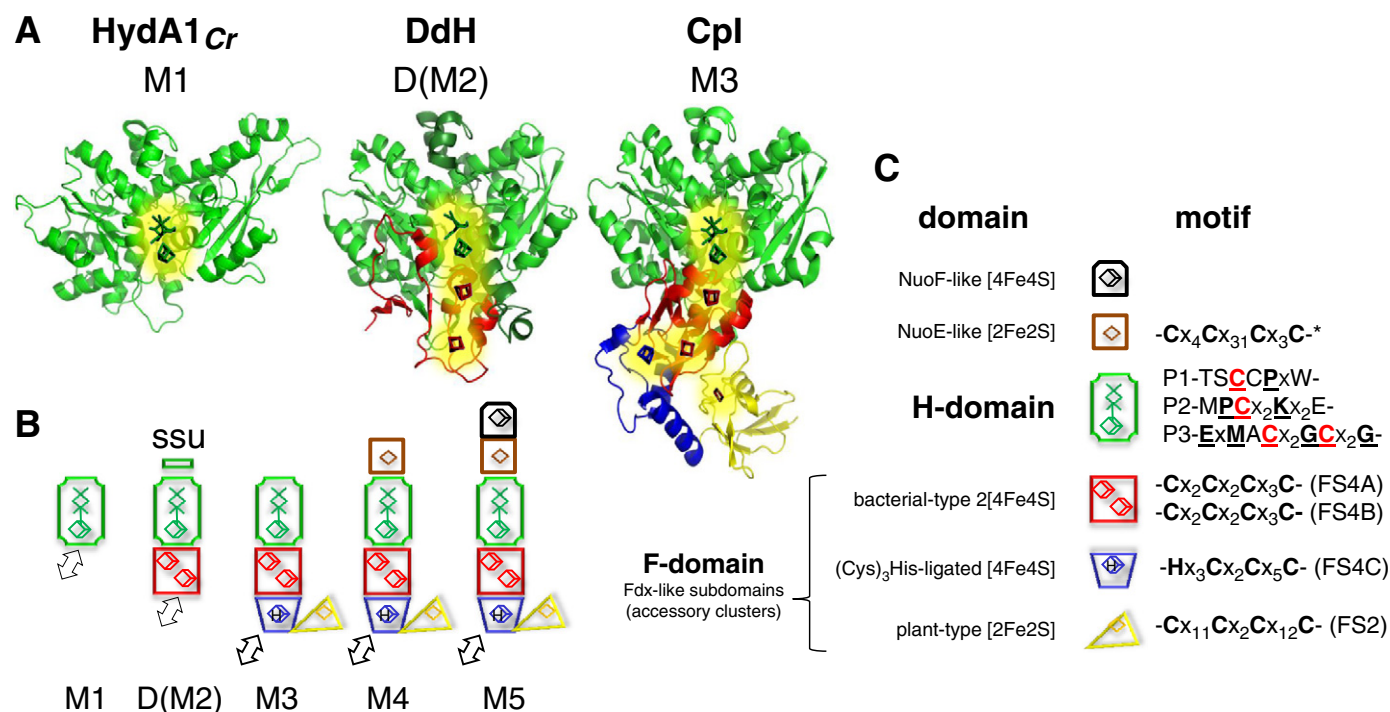 A
HydA1Cr
DdH
CpI
M1
D(M2)
M3
C
domain
motif
NuoF-like [4Fe4S]
NuoE-like [2Fe2S]
-Cx4Cx31Cx3C-*
H-domain
P1-TSCCPxW-
P2-MPCx2Kx2E-
P3-ExMACx2GCx2G-
bacterial-type 2[4Fe4S]
-Cx2Cx2Cx3C- (FS4A)
-Cx2Cx2Cx3C- (FS4B)
F-domain
Fdx-like subdomains
(accessory clusters)
(Cys)3His-ligated [4Fe4S]
H
-Hx3Cx2Cx5C- (FS4C)
plant-type [2Fe2S]
-Cx11Cx2Cx12C- (FS2)
B
ssu
H
H
H
M1
D(M2)
M3
M4
M5